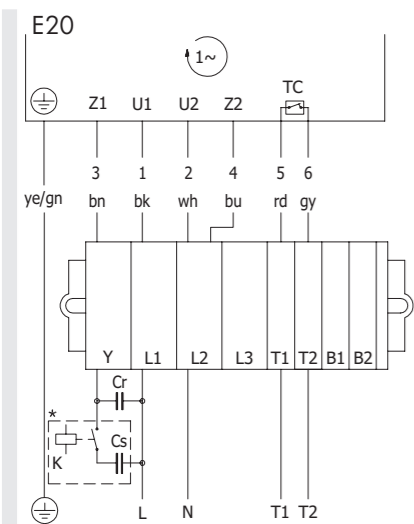 E20
1~
TC
Z1 U1 U2 Z2
3 1 2 4 5 6
ye/gn bn bk wh bu rd gy
Y L1 L2 L3 T1 T2 B1 B2
Cr
*
K Cs
L N T1 T2